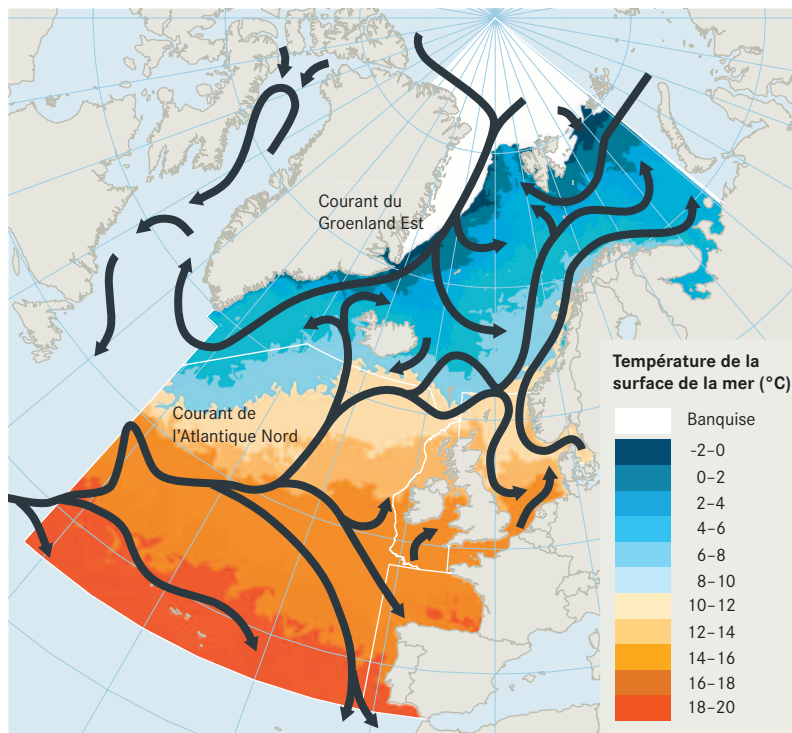 Courant du
Groenland Est
Courant de
l'Atlantique Nord
Température de la
surface de la mer (°C)
Banquise
-2–0
0–2
2–4
4–6
6–8
8–10
10–12
12–14
14–16
16–18
18–20